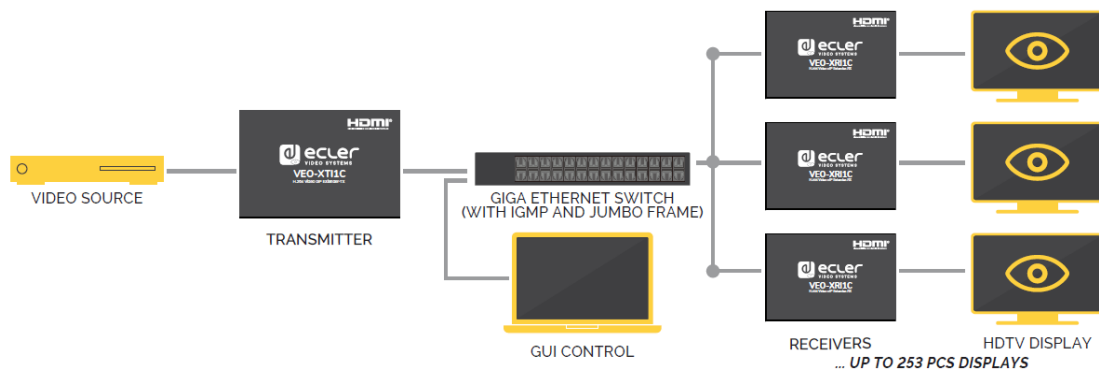 VIDEO SOURCE
HDMI
ecler
VIDEO SYSTEMS
VEO-XTI1C
TRANSMITTER
GIGA ETHERNET SWITCH
(WITH IGMP AND JUMBO FRAME)
GUI CONTROL
HDMI
ecler
VIDEO SYSTEMS
VEO-XRI1C
HDMI
ecler
VIDEO SYSTEMS
VEO-XRI1C
HDMI
ecler
VIDEO SYSTEMS
VEO-XRI1C
RECEIVERS
HDTV DISPLAY
... UP TO 253 PCS DISPLAYS